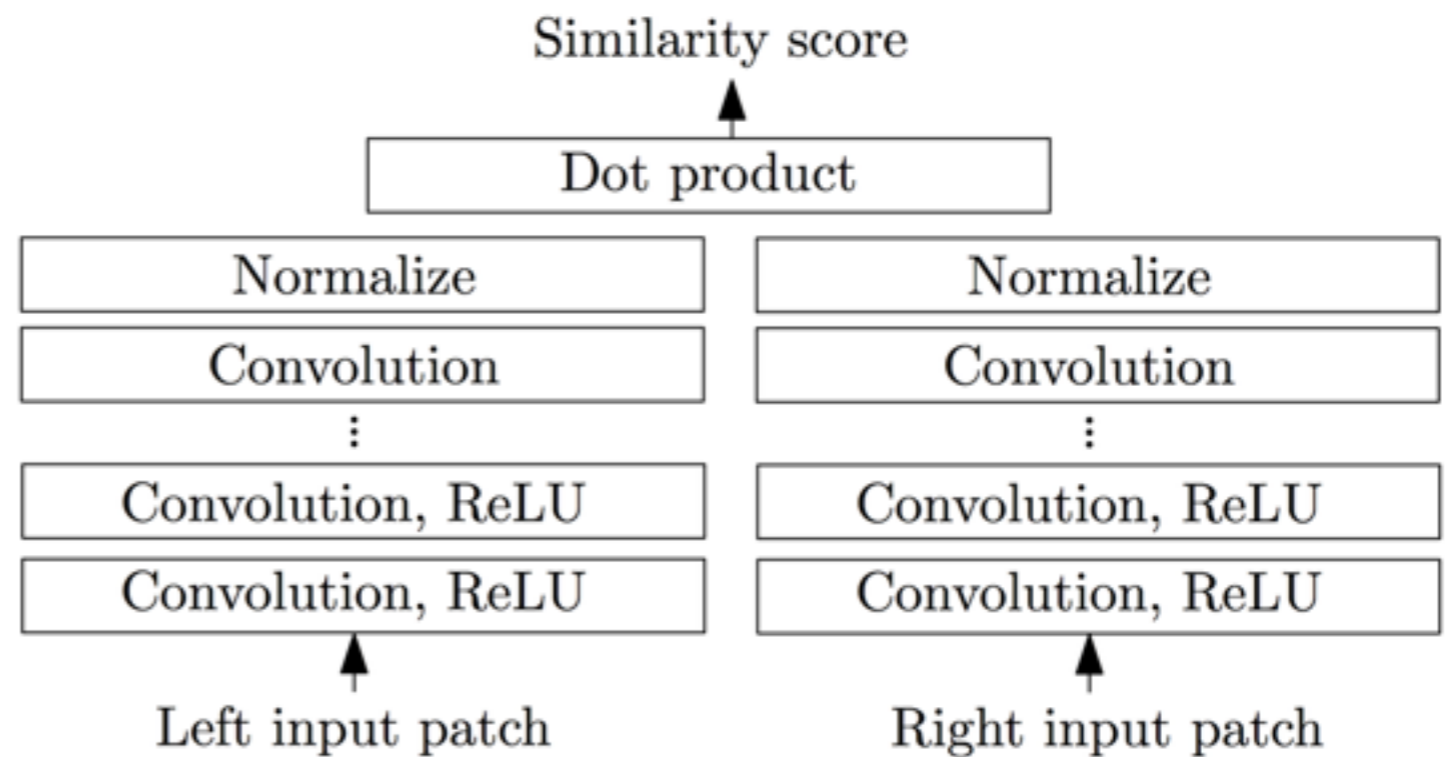 Similarity score
Dot product
Normalize
Normalize
Convolution
Convolution
Convolution, ReLU
Convolution, ReLU
Convolution, ReLU
Convolution, ReLU
Left input patch
Right input patch